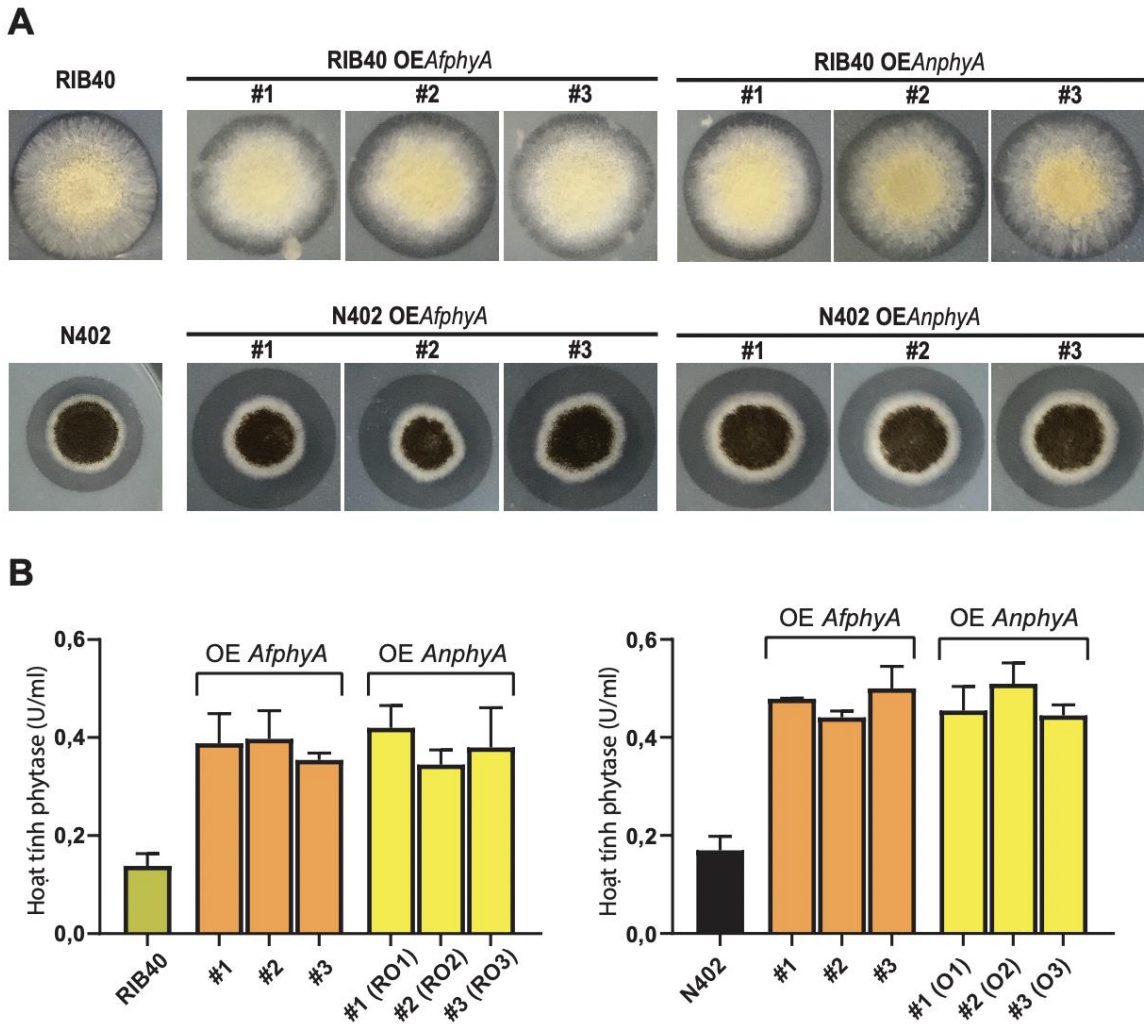 A
RIB40
RIB40 OEAfphyA
#1 #2 #3
RIB40 OEAnphyA
#1 #2 #3
N402
N402 OEAfphyA
#1 #2 #3
N402 OEAnphyA
#1 #2 #3
B
Hoạt tính phytase (U/ml)
0,6
0,4
0,2
0,0
OE AfphyA
OE AnphyA
RIB40
#1
#2
#3
#1 (RO1)
#2 (RO2)
#3 (RO3)
Hoạt tính phytase (U/ml)
0,6
0,4
0,2
0,0
OE AfphyA
OE AnphyA
N402
#1
#2
#3
#1 (O1)
#2 (O2)
#3 (O3)